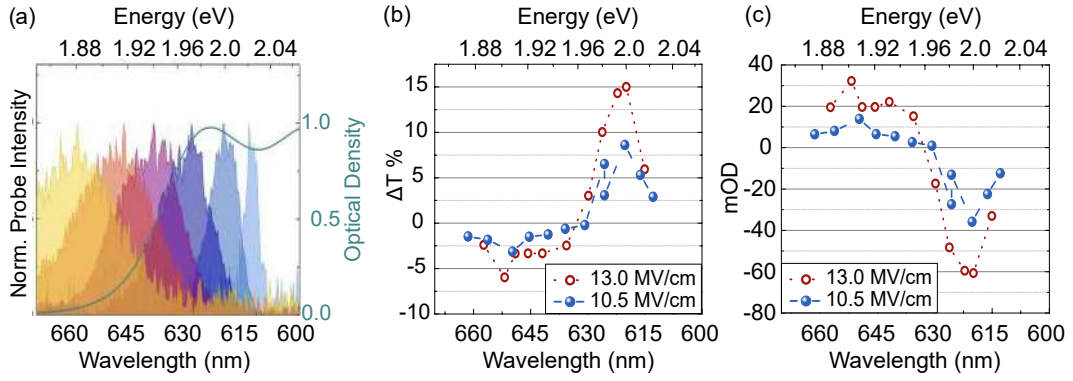 (a)
Energy (eV)
1.88 1.92 1.96 2.0 2.04
Norm. Probe Intensity
1.0
0.5
0.0
Optical Density
660 645 630 615 600
Wavelength (nm)
(b)
Energy (eV)
1.88 1.92 1.96 2.0 2.04
ΔT %
15
10
5
0
-5
-10
13.0 MV/cm
10.5 MV/cm
660 645 630 615 600
Wavelength (nm)
(c)
Energy (eV)
1.88 1.92 1.96 2.0 2.04
mOD
40
20
0
-20
-40
-60
-80
13.0 MV/cm
10.5 MV/cm
660 645 630 615 600
Wavelength (nm)